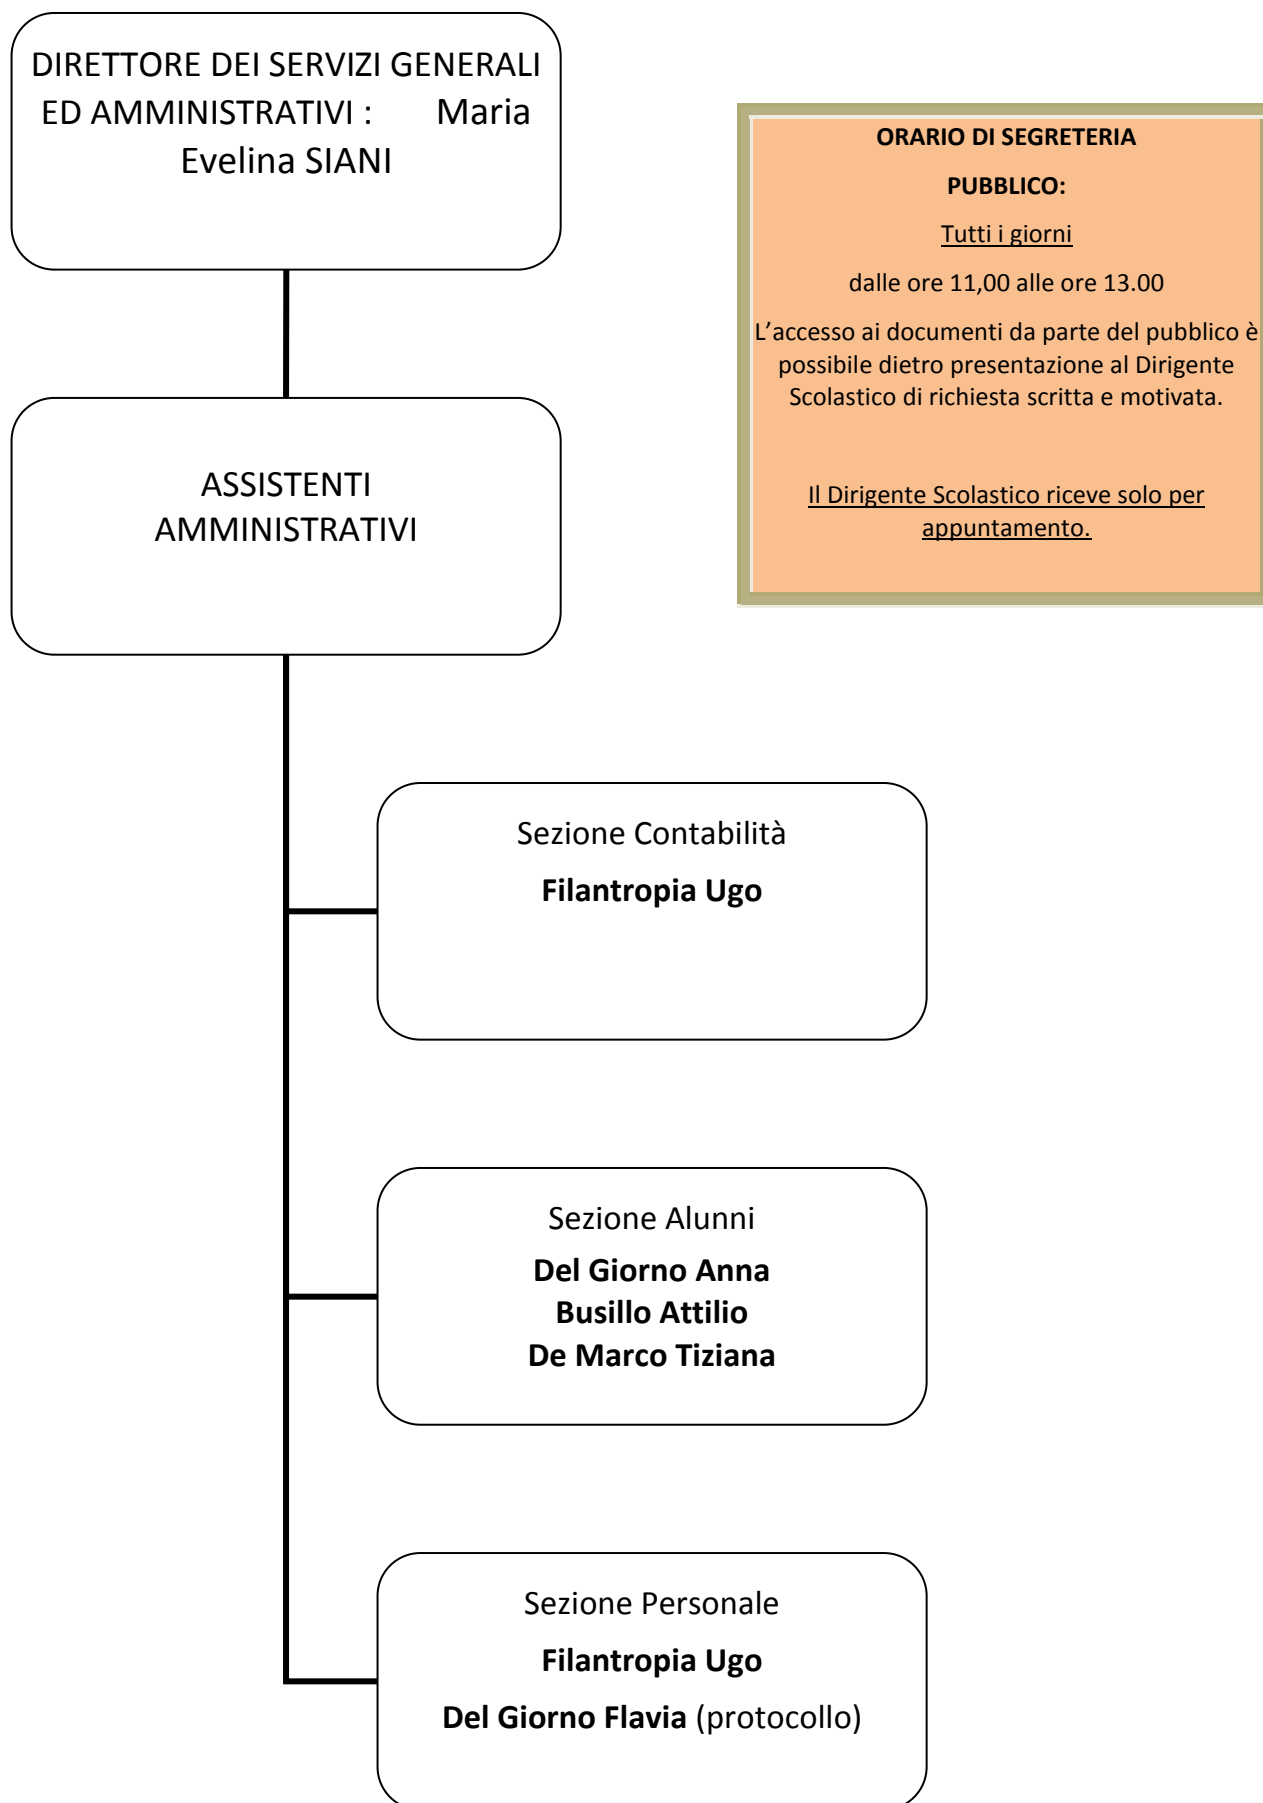 DIRETTORE DEI SERVIZI GENERALI
ED AMMINISTRATIVI : Maria
Evelina SIANI
ORARIO DI SEGRETERIA
PUBBLICO:
Tutti i giorni
dalle ore 11,00 alle ore 13.00
L’accesso ai documenti da parte del pubblico è
possibile dietro presentazione al Dirigente
Scolastico di richiesta scritta e motivata.
Il Dirigente Scolastico riceve solo per
appuntamento.
ASSISTENTI
AMMINISTRATIVI
Sezione Contabilità
Filantropia Ugo
Sezione Alunni
Del Giorno Anna
Busillo Attilio
De Marco Tiziana
Sezione Personale
Filantropia Ugo
Del Giorno Flavia (protocollo)